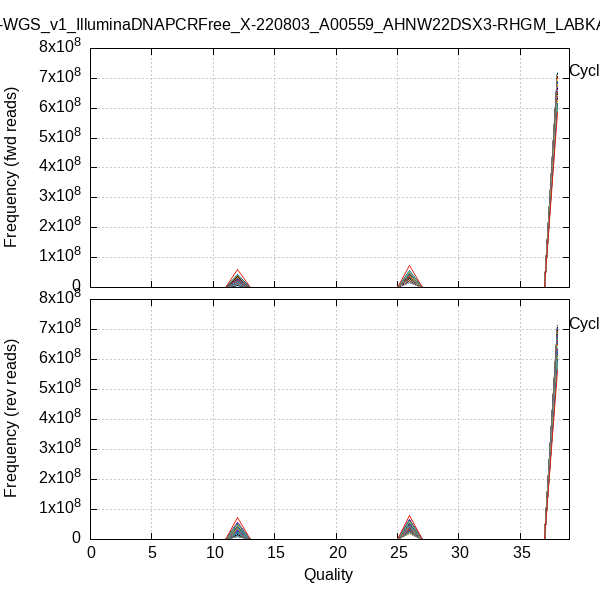 -WGS_v1_IlluminaDNAPCRFree_X-220803_A00559_AHNW22DSX3-RHGM_LABKA
8x10^8
7x10^8
6x10^8
5x10^8
4x10^8
3x10^8
2x10^8
1x10^8
0
Frequency (fwd reads)
Cycl
8x10^8
7x10^8
6x10^8
5x10^8
4x10^8
3x10^8
2x10^8
1x10^8
0
Frequency (rev reads)
Cycl
0 5 10 15 20 25 30 35
Quality